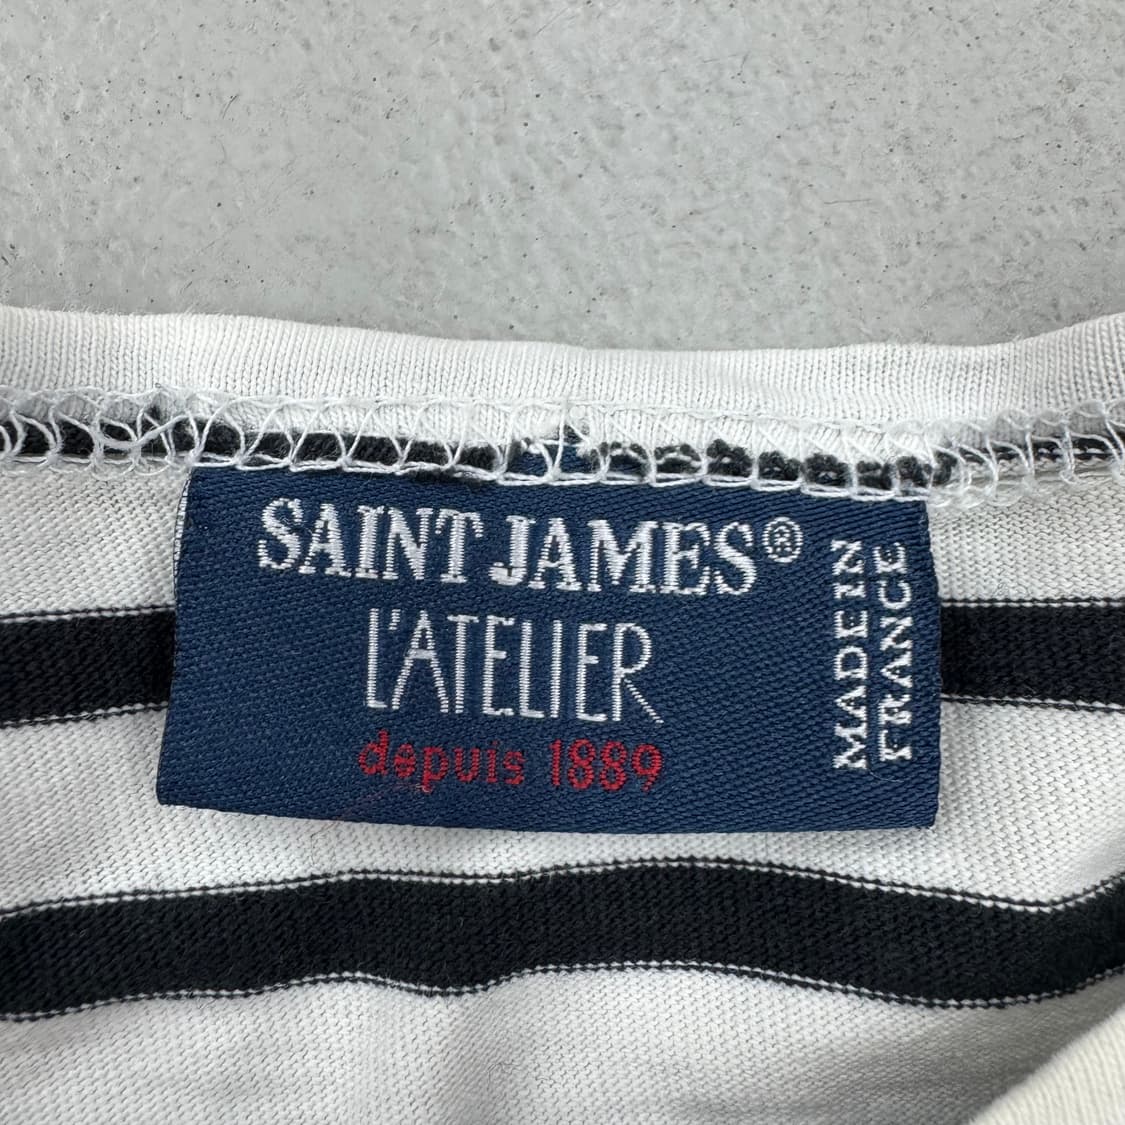 SAINT JAMES®
L'ATELIER
depuis 1889
MADE IN
FRANCE